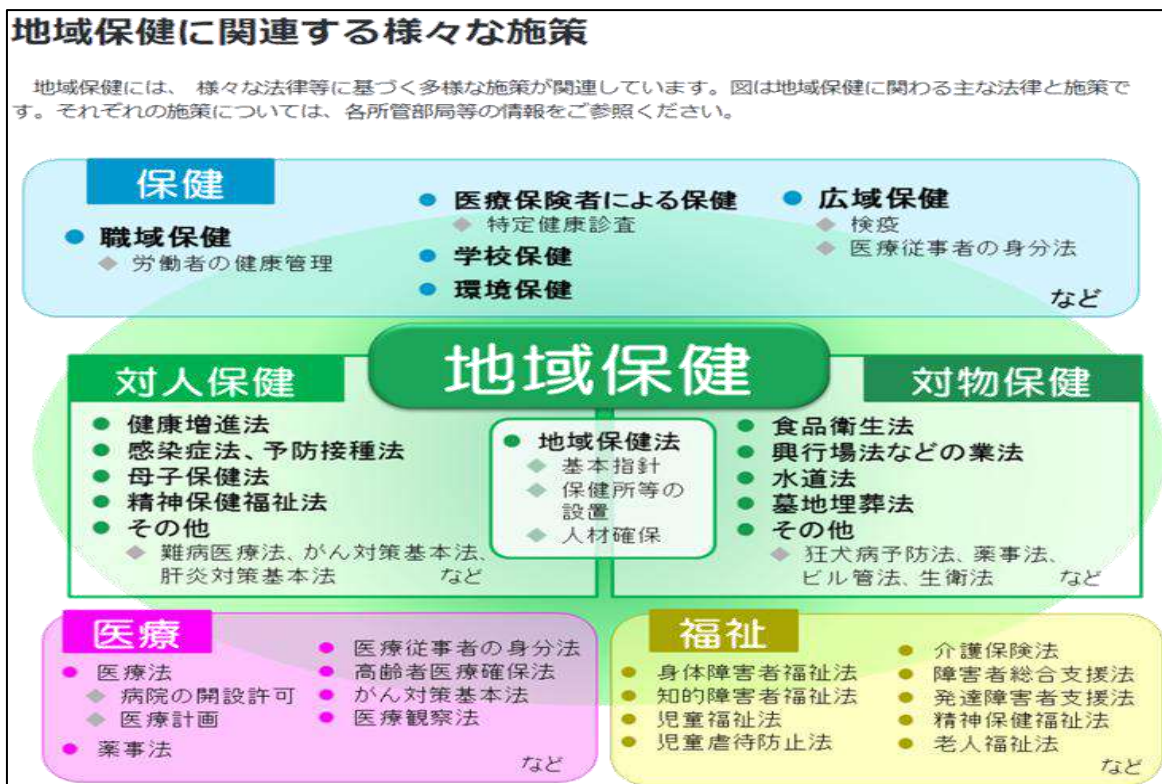 地域保健に関連する様々な施策
地域保健には、 様々な法律等に基づく多様な施策が関連しています。図は地域保健に関わる主な法律と施策で
す。それぞれの施策については、各所管部局等の情報をご参照ください。
保健
● 職域保健
◆ 労働者の健康管理
● 医療保険者による保健
◆ 特定健康診査
● 学校保健
● 環境保健
● 広域保健
◆ 検疫
◆ 医療従事者の身分法
など
地域保健
対人保健
● 健康増進法
● 感染症法、予防接種法
● 母子保健法
● 精神保健福祉法
● その他
◆ 難病医療法、がん対策基本法、
肝炎対策基本法 など
● 地域保健法
◆ 基本指針
◆ 保健所等の
設置
◆ 人材確保
対物保健
● 食品衛生法
● 興行場法などの業法
● 水道法
● 墓地埋葬法
● その他
◆ 狂犬病予防法、薬事法、
ビル管法、生衛法 など
医療
● 医療法
◆ 病院の開設許可
◆ 医療計画
● 薬事法
● 医療従事者の身分法
● 高齢者医療確保法
● がん対策基本法
● 医療観察法
など
福祉
● 身体障害者福祉法
● 知的障害者福祉法
● 児童福祉法
● 児童虐待防止法
● 介護保険法
● 障害者総合支援法
● 発達障害者支援法
● 精神保健福祉法
● 老人福祉法
など